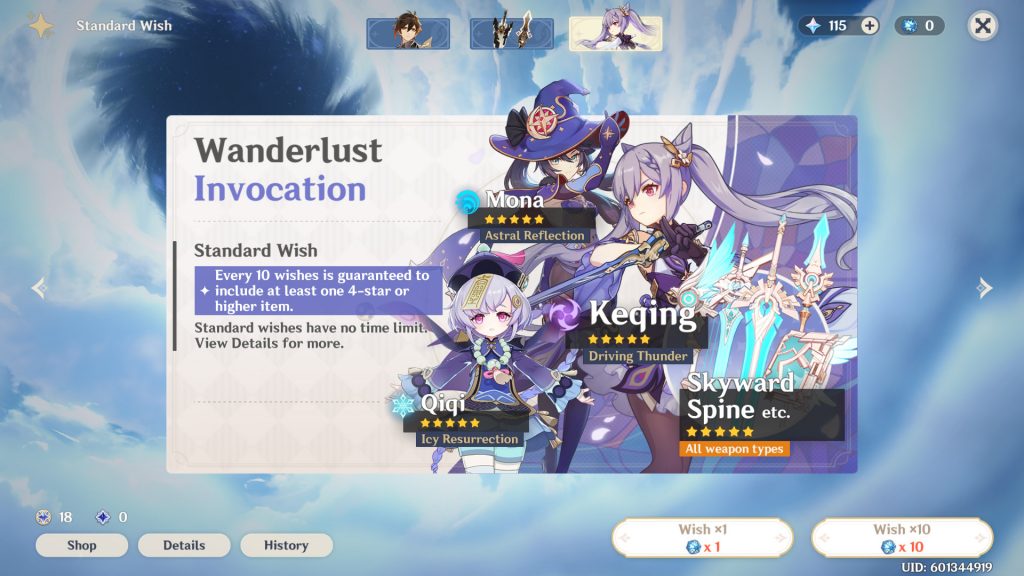 Standard Wish
115
0
Wanderlust
Invocation
Standard Wish
Every 10 wishes is guaranteed to
include at least one 4-star or
higher item.
Standard wishes have no time limit.
View Details for more.
Mona
Astral Reflection
Keqing
Driving Thunder
Qiqi
Icy Resurrection
Skyward
Spine etc.
All weapon types
18
0
Shop
Details
History
Wish ×1
x 1
Wish ×10
x 10
UID: 601344919